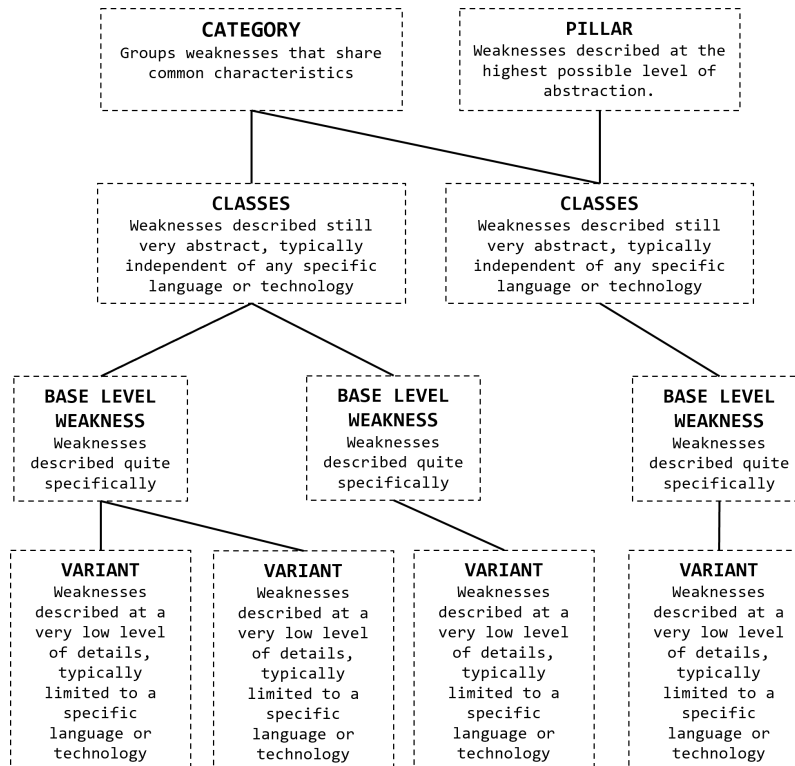 CATEGORY
Groups weaknesses that share
common characteristics
PILLAR
Weaknesses described at the
highest possible level of
abstraction.
CLASSES
Weaknesses described still
very abstract, typically
independent of any specific
language or technology
CLASSES
Weaknesses described still
very abstract, typically
independent of any specific
language or technology
BASE LEVEL
WEAKNESS
Weaknesses
described quite
specifically
BASE LEVEL
WEAKNESS
Weaknesses
described quite
specifically
BASE LEVEL
WEAKNESS
Weaknesses
described quite
specifically
VARIANT
Weaknesses
described at a
very low level
of details,
typically
limited to a
specific
language or
technology
VARIANT
Weaknesses
described at a
very low level
of details,
typically
limited to a
specific
language or
technology
VARIANT
Weaknesses
described at a
very low level
of details,
typically
limited to a
specific
language or
technology
VARIANT
Weaknesses
described at a
very low level
of details,
typically
limited to a
specific
language or
technology